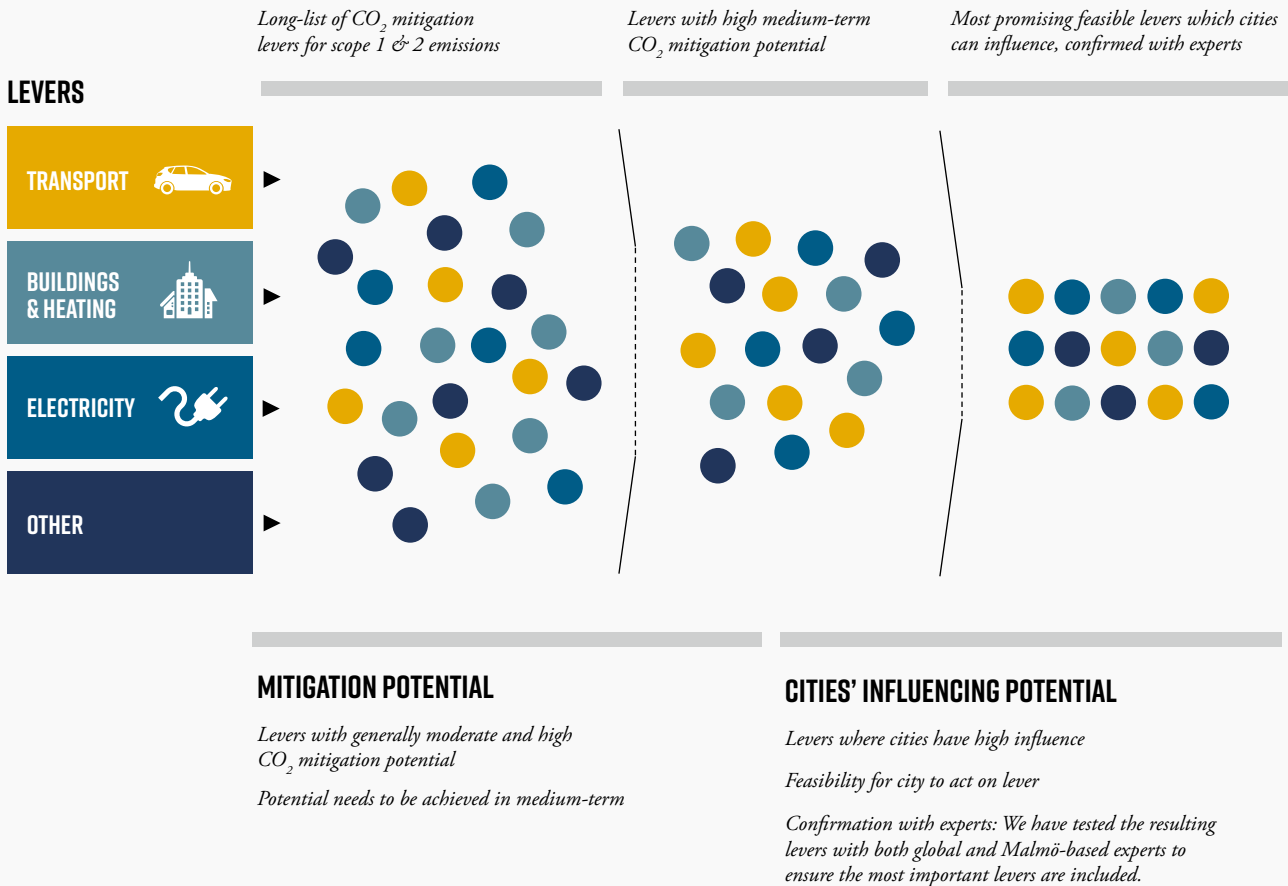 Long-list of CO₂ mitigation
levers for scope 1 & 2 emissions
Levers with high medium-term
CO₂ mitigation potential
Most promising feasible levers which cities
can influence, confirmed with experts
LEVERS
TRANSPORT
BUILDINGS
& HEATING
ELECTRICITY
OTHER
MITIGATION POTENTIAL
Levers with generally moderate and high
CO₂ mitigation potential
Potential needs to be achieved in medium-term
CITIES’ INFLUENCING POTENTIAL
Levers where cities have high influence
Feasibility for city to act on lever
Confirmation with experts: We have tested the resulting
levers with both global and Malmö-based experts to
ensure the most important levers are included.